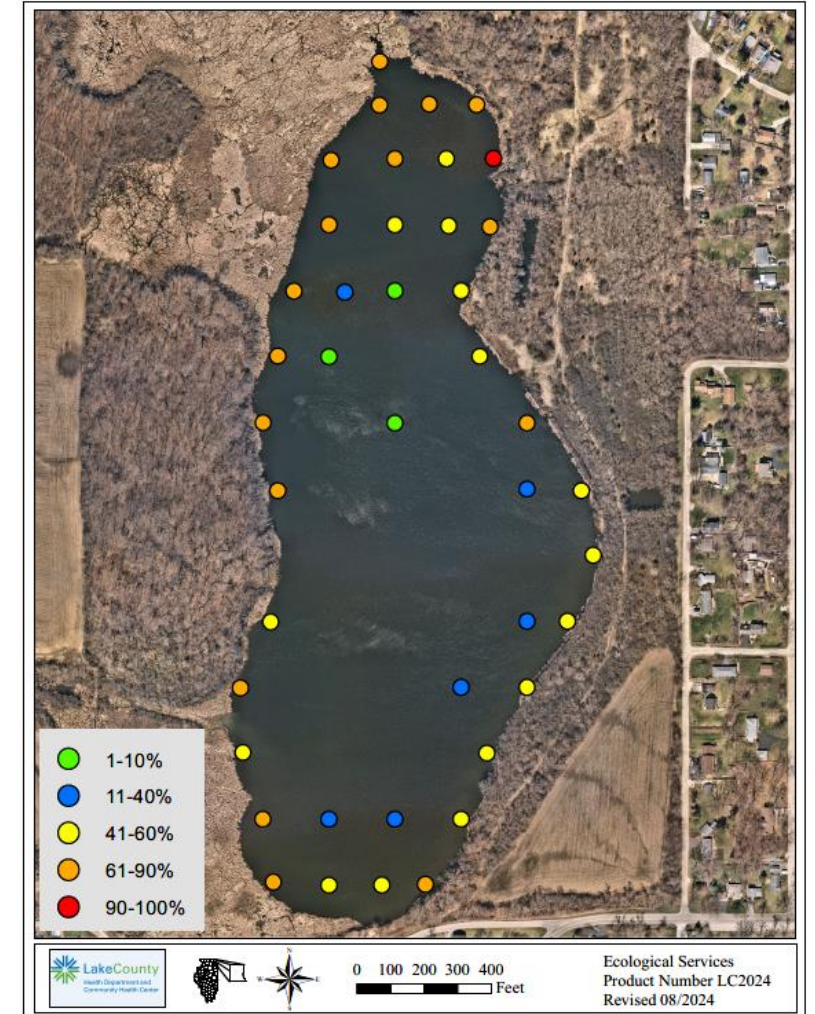 1-10%
11-40%
41-60%
61-90%
90-100%
LakeCounty
Health Department and
Community Health Center
N
W
E
S
0 100 200 300 400
Feet
Ecological Services
Product Number LC2024
Revised 08/2024